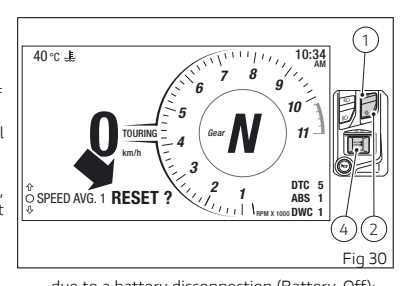 40 °C
10:34
AM
0
TOURING
km/h
Gear
N
1
2
3
4
5
6
7
8
9
10
11
RPM X 1000
SPEED AVG. 1 RESET ?
DTC 5
ABS 1
DWC 1
1
4
2
Fig 30
due to a battery disconnection (Battery-Off);